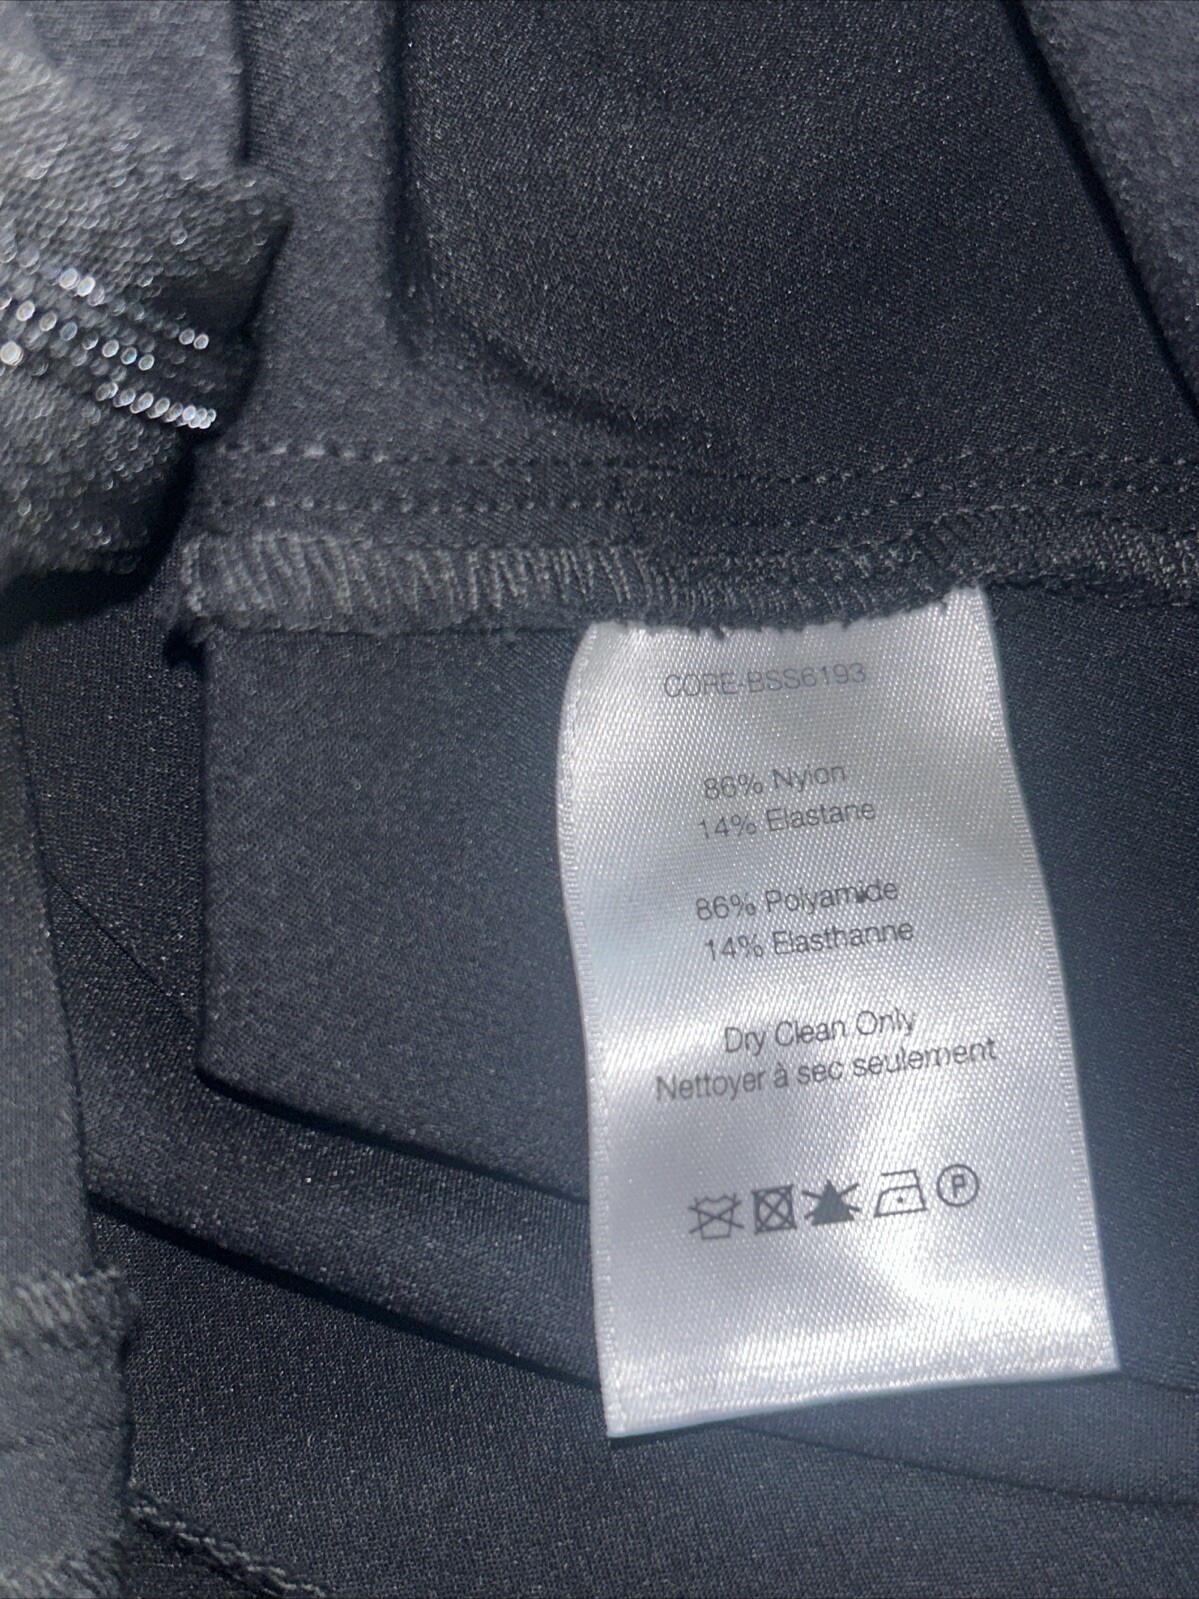 CORE-BSS6193
86% Nylon
14% Elastane
86% Polyamide
14% Elasthanne
Dry Clean Only
Nettoyer à sec seulement
P